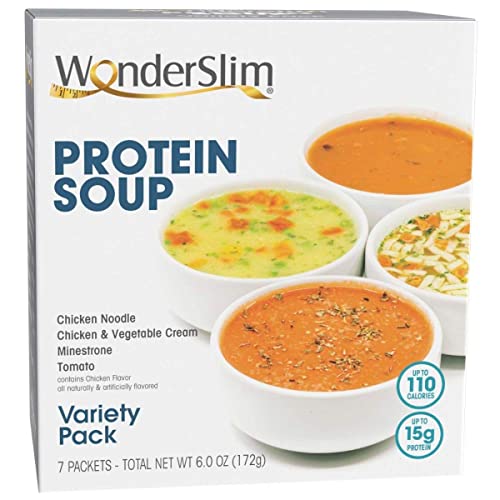 WonderSlim®
PROTEIN
SOUP
Chicken Noodle
Chicken & Vegetable Cream
Minestrone
Tomato
contains Chicken Flavor
all naturally & artificially flavored
Variety
Pack
7 PACKETS - TOTAL NET WT 6.0 OZ (172g)
UP TO
110
CALORIES
UP TO
15g
PROTEIN